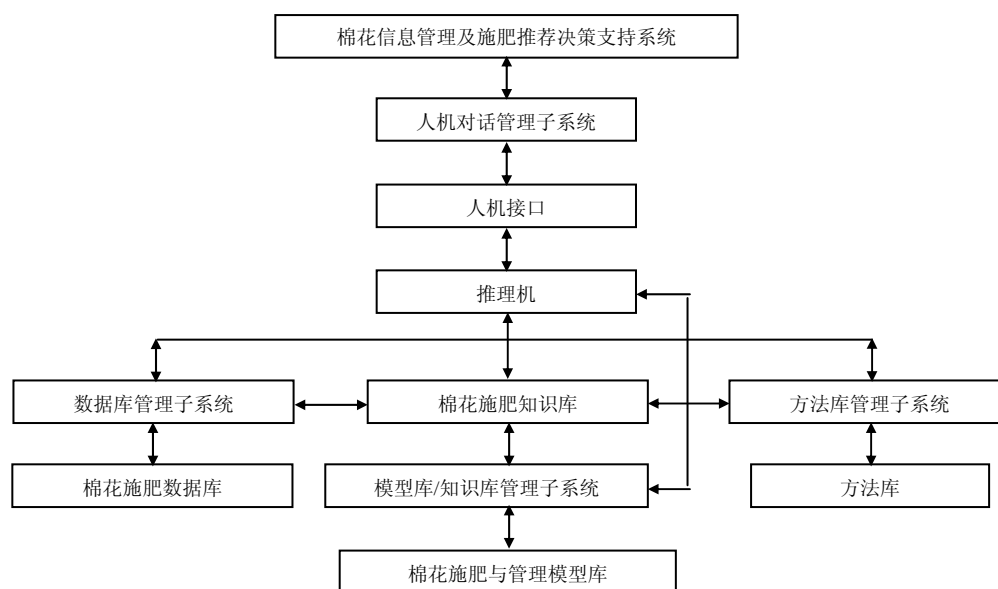 棉花信息管理及施肥推荐决策支持系统
人机对话管理子系统
人机接口
推理机
数据库管理子系统
棉花施肥知识库
方法库管理子系统
棉花施肥数据库
模型库/知识库管理子系统
方法库
棉花施肥与管理模型库